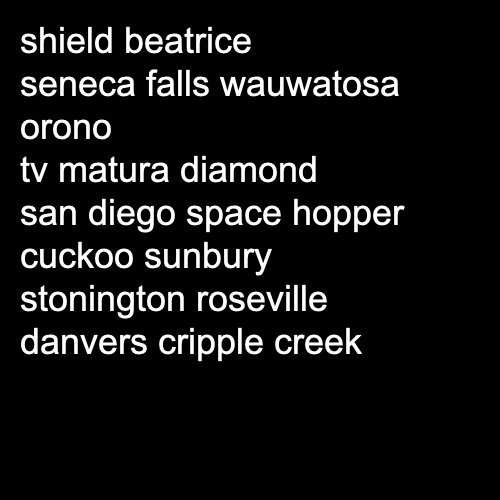 shield beatrice
seneca falls wauwatosa
orono
tv matura diamond
san diego space hopper
cuckoo sunbury
stonington roseville
danvers cripple creek